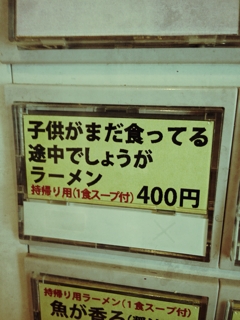 子供がまだ食ってる
途中でしょうが
ラーメン
持帰り用(1食スープ付) 400円
持帰り用ラーメン(1食スープ付)
魚が香る